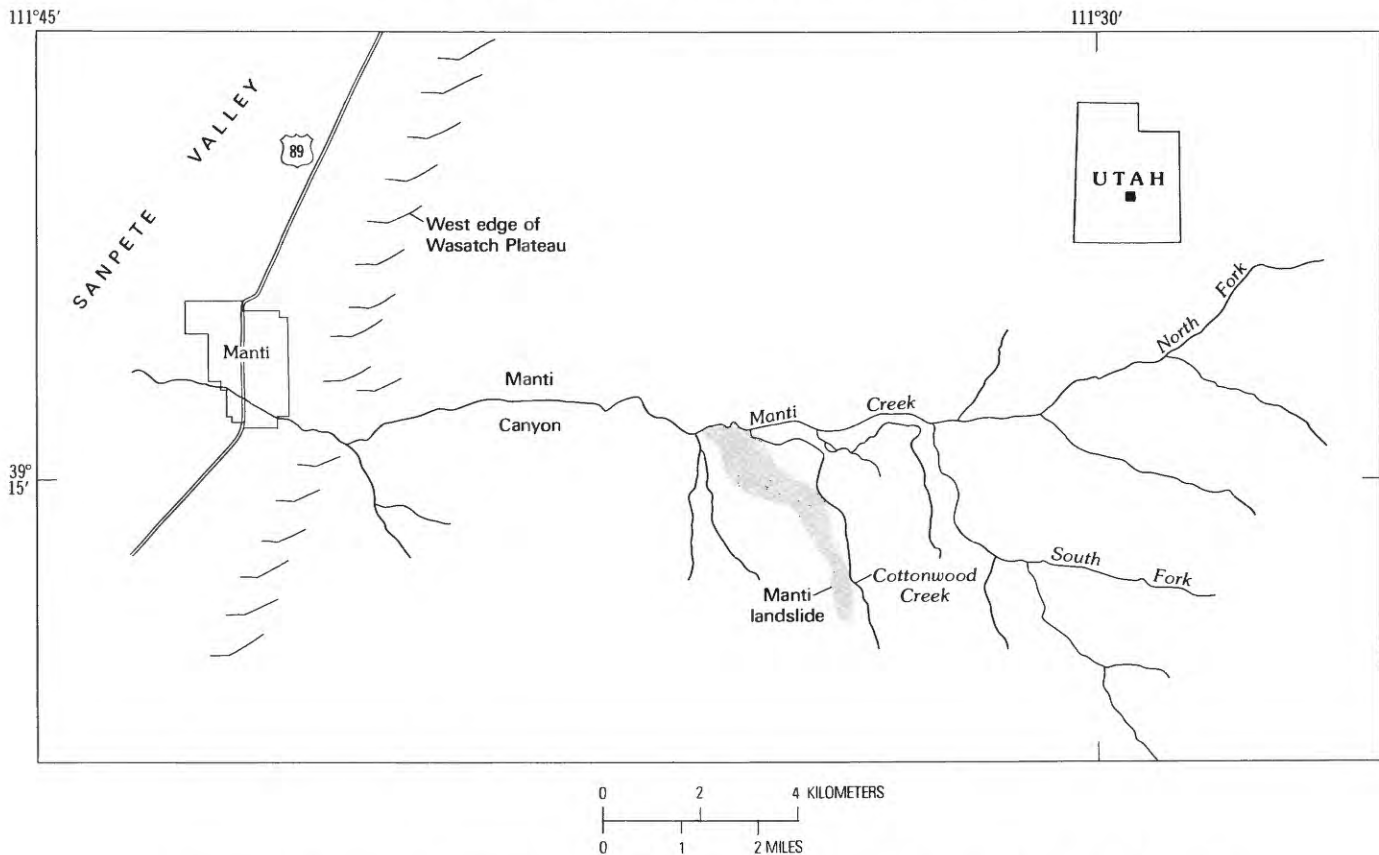 111°45'
111°30'
SANPETE VALLEY
89
UTAH
West edge of
Wasatch Plateau
North Fork
Manti
Manti
Canyon
Manti Creek
39°
15'
South Fork
Cottonwood
Creek
Manti
landslide
0 2 4 KILOMETERS
0 1 2 MILES